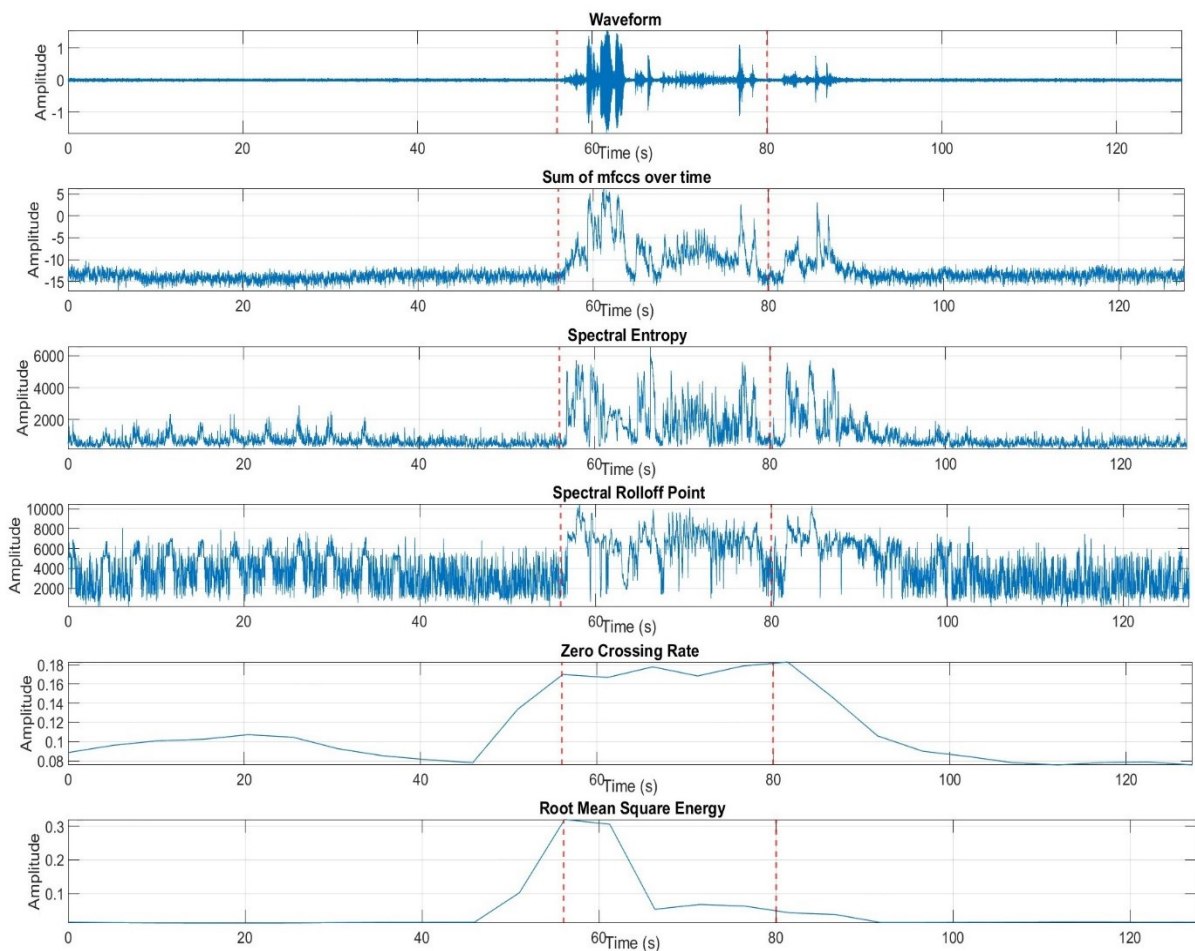 Waveform
Amplitude
1
0
-1
0 20 40 60 80 100 120
Time (s)
Sum of mfccs over time
Amplitude
5
0
-5
-10
-15
0 20 40 60 80 100 120
Time (s)
Spectral Entropy
Amplitude
6000
4000
2000
0 20 40 60 80 100 120
Time (s)
Spectral Rolloff Point
Amplitude
10000
8000
6000
4000
2000
0 20 40 60 80 100 120
Time (s)
Zero Crossing Rate
Amplitude
0.18
0.16
0.14
0.12
0.1
0.08
0 20 40 60 80 100 120
Time (s)
Root Mean Square Energy
Amplitude
0.3
0.2
0.1
0 20 40 60 80 100 120
Time (s)